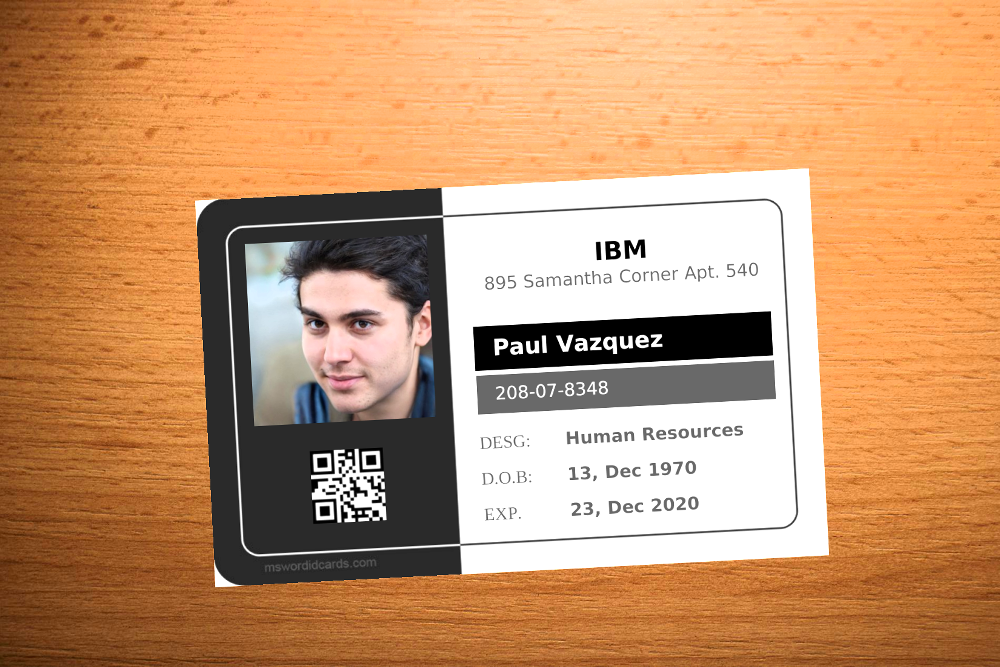 IBM
895 Samantha Corner Apt. 540
Paul Vazquez
208-07-8348
DESG: Human Resources
D.O.B: 13, Dec 1970
EXP. 23, Dec 2020
mswordidcards.com